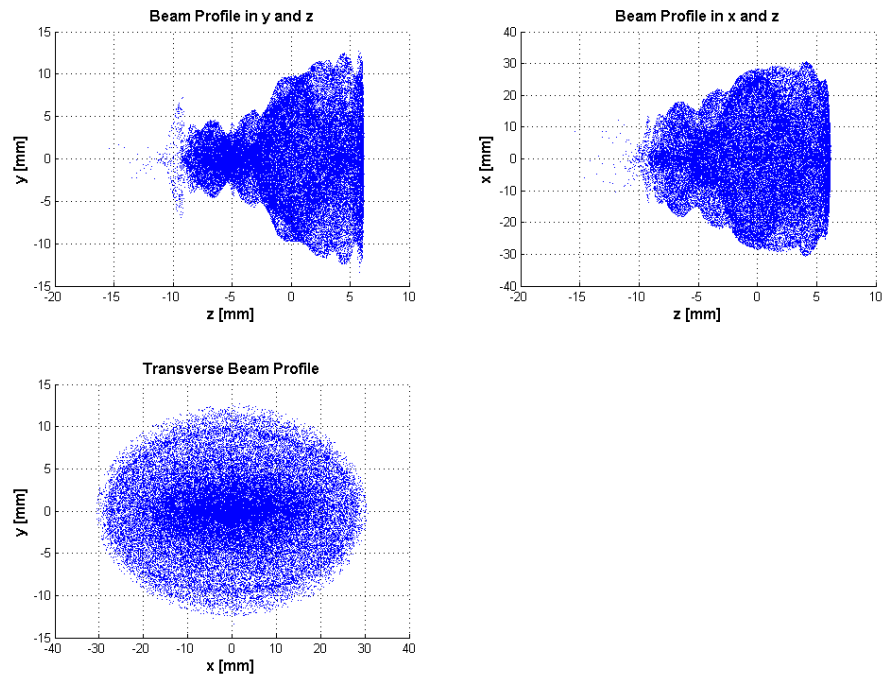 Beam Profile in y and z
15
10
5
0
-5
-10
-15
y [mm]
-20 -15 -10 -5 0 5 10
z [mm]
Beam Profile in x and z
40
30
20
10
0
-10
-20
-30
-40
x [mm]
-20 -15 -10 -5 0 5 10
z [mm]
Transverse Beam Profile
15
10
5
0
-5
-10
-15
y [mm]
-40 -30 -20 -10 0 10 20 30 40
x [mm]